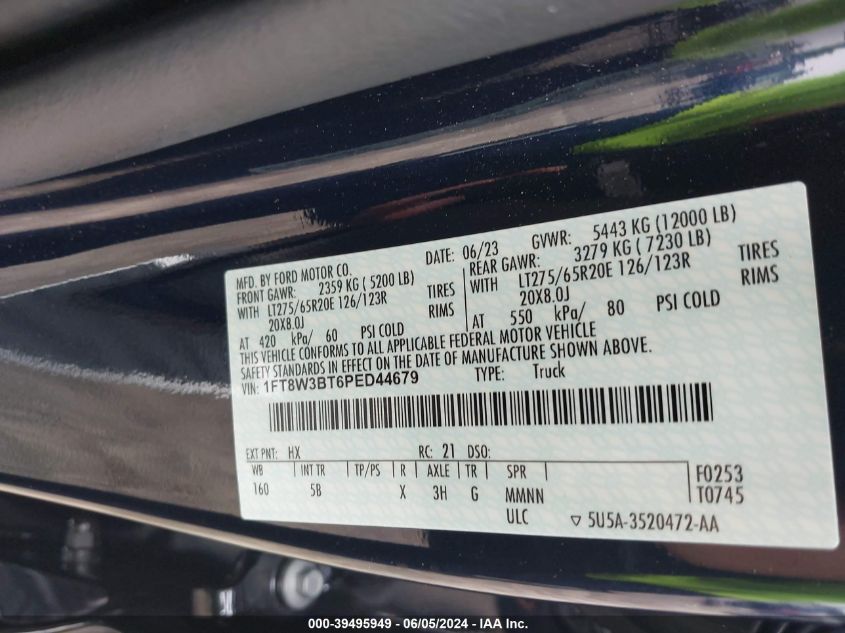 MFD. BY FORD MOTOR CO.
DATE: 06/23 GVWR: 5443 KG (12000 LB)
FRONT GAWR: 2359 KG ( 5200 LB)
REAR GAWR: 3279 KG ( 7230 LB)
WITH LT275/65R20E 126/123R TIRES
WITH LT275/65R20E 126/123R TIRES
20X8.0J RIMS
20X8.0J RIMS
AT 420 kPa/ 60 PSI COLD
AT 550 kPa/ 80 PSI COLD
THIS VEHICLE CONFORMS TO ALL APPLICABLE FEDERAL MOTOR VEHICLE
SAFETY STANDARDS IN EFFECT ON THE DATE OF MANUFACTURE SHOWN ABOVE.
VIN: 1FT8W3BT6PED44679 TYPE: Truck
EXT PNT: HX RC: 21 DSO:
WB INT TR TP/PS R AXLE TR SPR F0253
160 5B X 3H G MMNN T0745
ULC ▽ 5U5A-3520472-AA
000-39495949 - 06/05/2024 - IAA Inc.